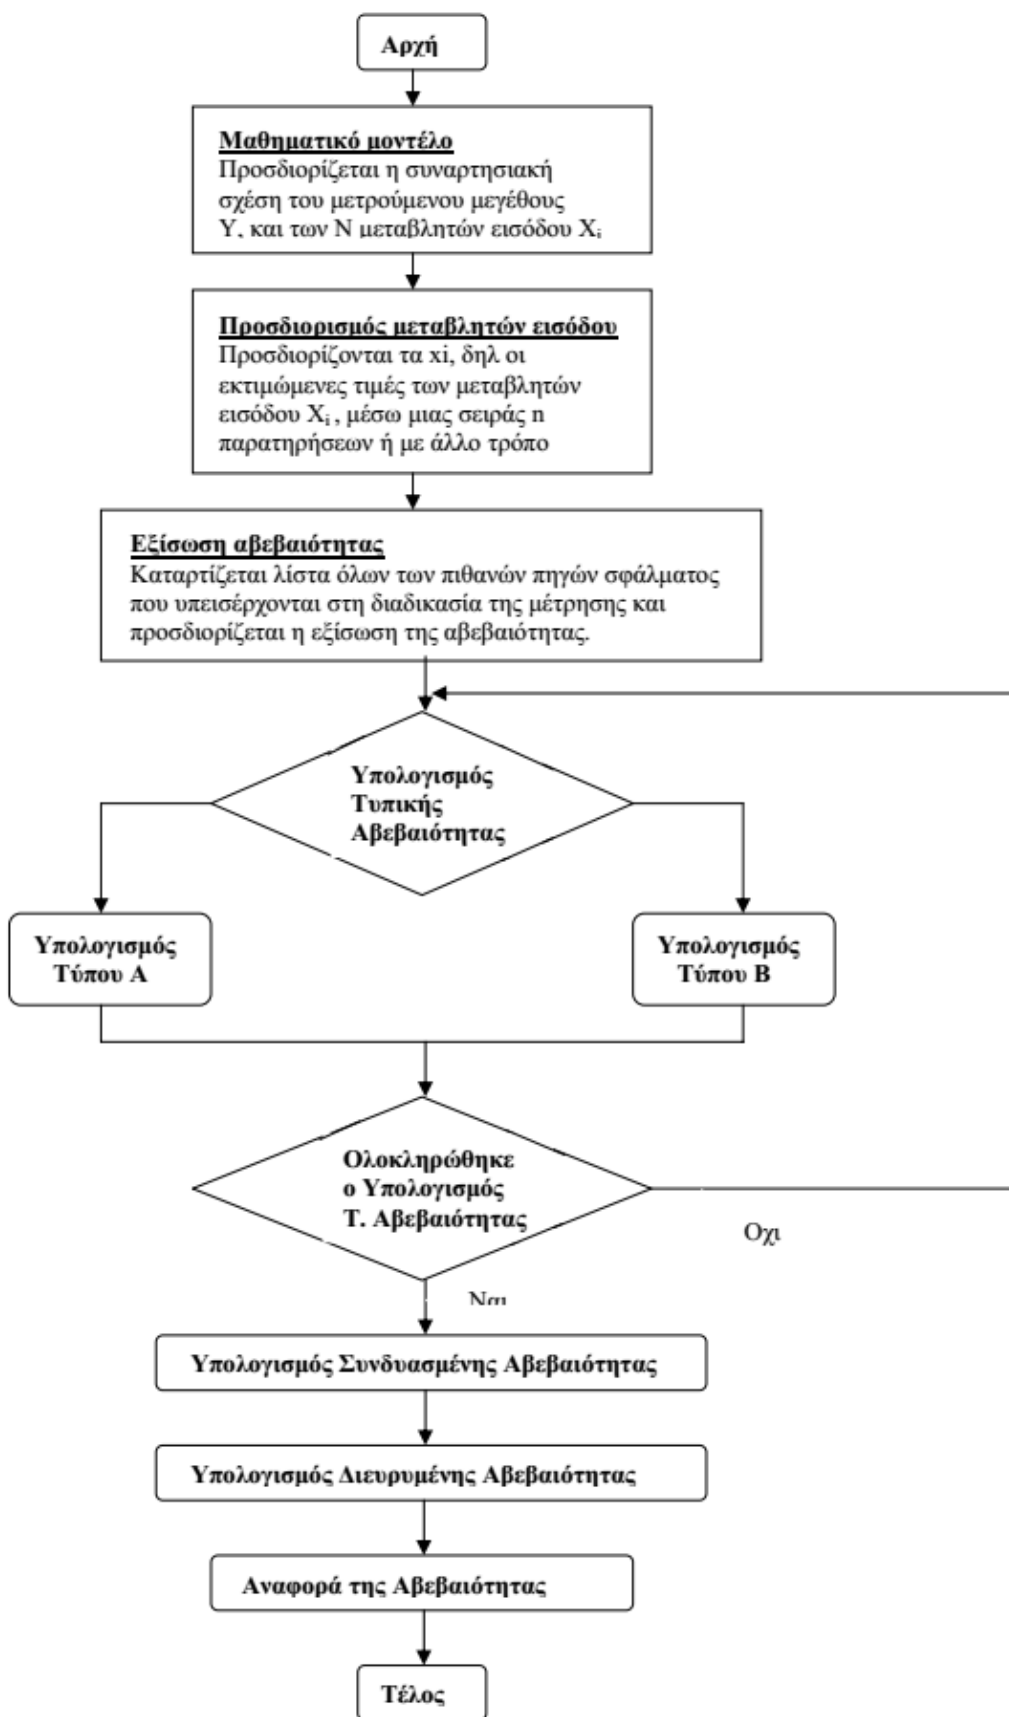 Αρχή
Μαθηματικό μοντέλο
Προσδιορίζεται η συναρτησιακή
σχέση του μετρούμενου μεγέθους
Υ, και των Ν μεταβλητών εισόδου Χi
Προσδιορισμός μεταβλητών εισόδου
Προσδιορίζονται τα xi, δηλ οι
εκτιμώμενες τιμές των μεταβλητών
εισόδου Χi , μέσω μιας σειράς n
παρατηρήσεων ή με άλλο τρόπο
Εξίσωση αβεβαιότητας
Καταρτίζεται λίστα όλων των πιθανών πηγών σφάλματος
που υπεισέρχονται στη διαδικασία της μέτρησης και
προσδιορίζεται η εξίσωση της αβεβαιότητας.
Υπολογισμός
Τυπικής
Αβεβαιότητας
Υπολογισμός
Τύπου Α
Υπολογισμός
Τύπου Β
Ολοκληρώθηκε
ο Υπολογισμός
Τ. Αβεβαιότητας
Οχι
Ναι
Υπολογισμός Συνδυασμένης Αβεβαιότητας
Υπολογισμός Διευρυμένης Αβεβαιότητας
Αναφορά της Αβεβαιότητας
Τέλος